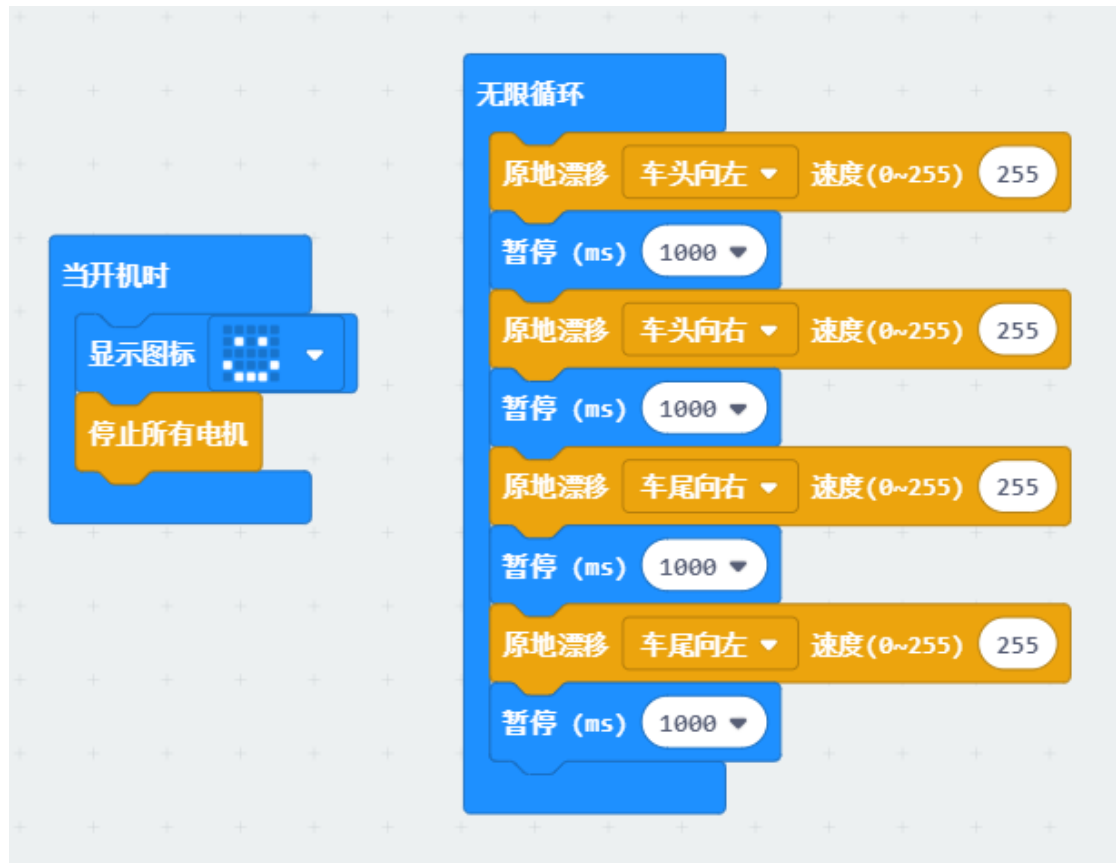 当开机时
显示图标
停止所有电机
无限循环
原地漂移 车头向左 速度(0~255) 255
暂停 (ms) 1000
原地漂移 车头向右 速度(0~255) 255
暂停 (ms) 1000
原地漂移 车尾向右 速度(0~255) 255
暂停 (ms) 1000
原地漂移 车尾向左 速度(0~255) 255
暂停 (ms) 1000